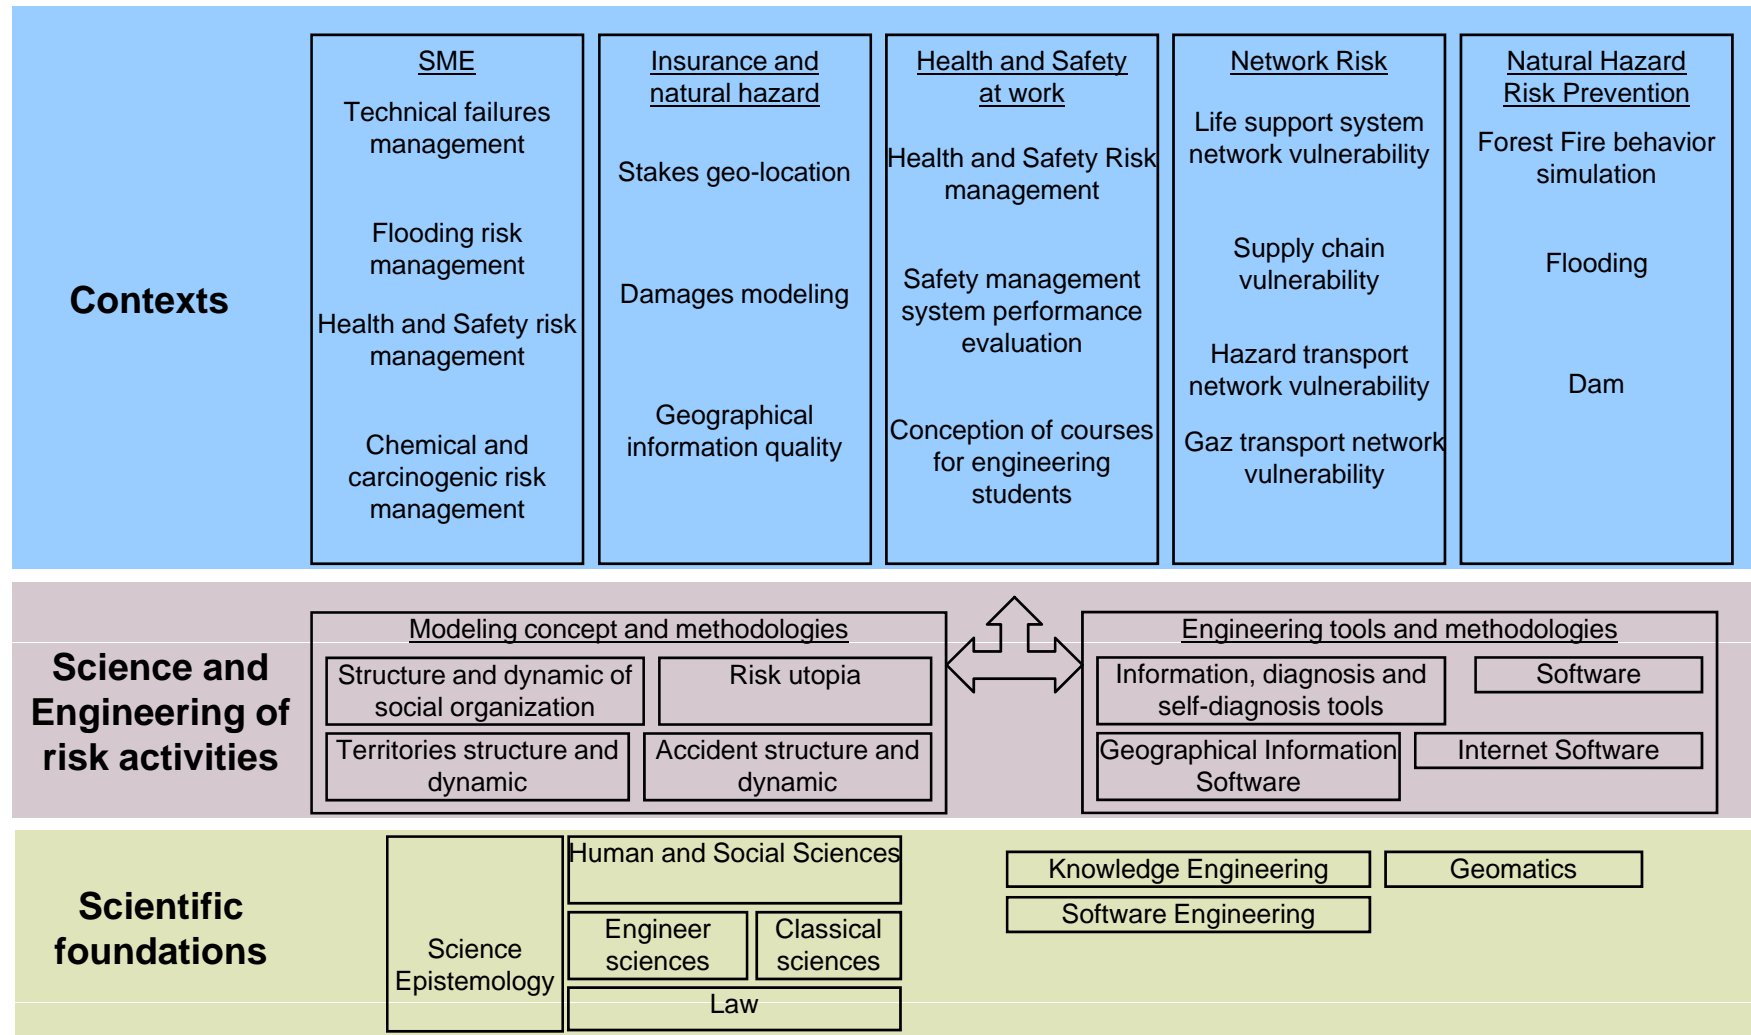 Contexts
SME
Technical failures
management
Flooding risk
management
Health and Safety risk
management
Chemical and
carcinogenic risk
management
Insurance and
natural hazard
Stakes geo-location
Damages modeling
Geographical
information quality
Health and Safety
at work
Health and Safety Risk
management
Safety management
system performance
evaluation
Conception of courses
for engineering
students
Network Risk
Life support system
network vulnerability
Supply chain
vulnerability
Hazard transport
network vulnerability
Gaz transport network
vulnerability
Natural Hazard
Risk Prevention
Forest Fire behavior
simulation
Flooding
Dam
Science and
Engineering of
risk activities
Modeling concept and methodologies
Structure and dynamic of
social organization
Risk utopia
Territories structure and
dynamic
Accident structure and
dynamic
Engineering tools and methodologies
Information, diagnosis and
self-diagnosis tools
Software
Geographical Information
Software
Internet Software
Scientific
foundations
Science
Epistemology
Human and Social Sciences
Engineer
sciences
Classical
sciences
Law
Knowledge Engineering
Geomatics
Software Engineering